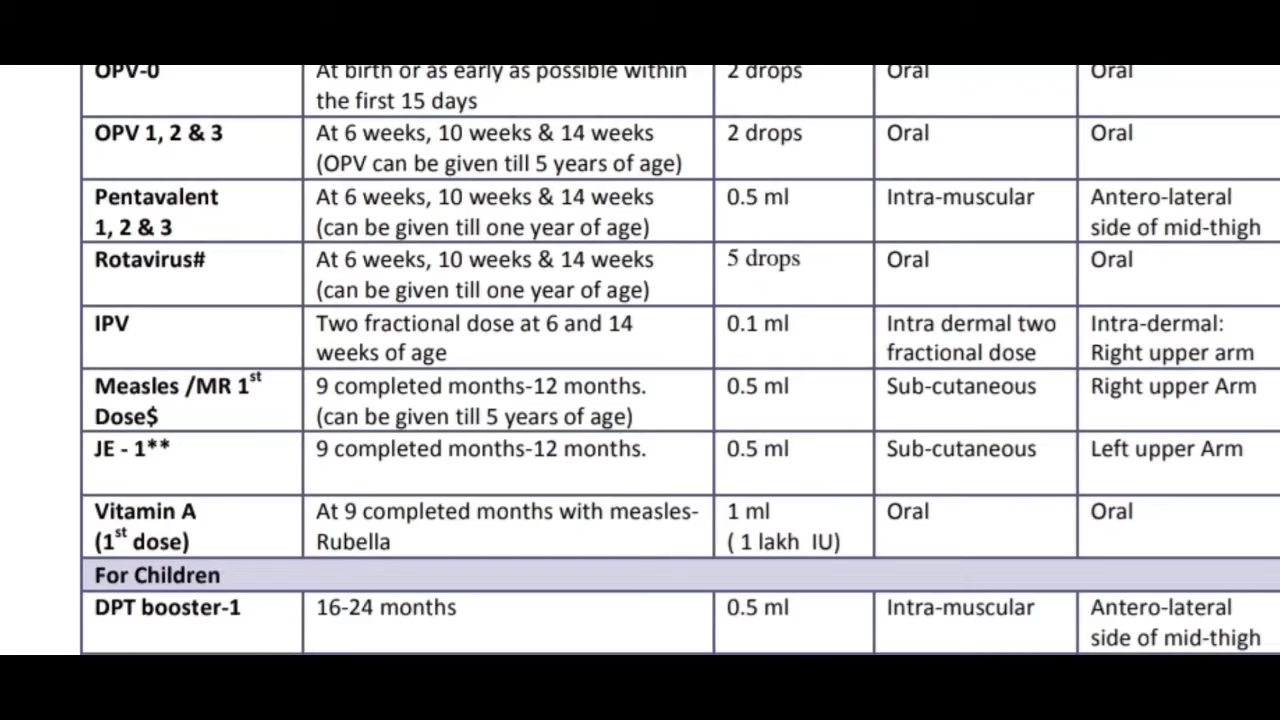 OPV-0 At birth or as early as possible within 2 drops Oral Oral
the first 15 days
OPV 1, 2 & 3 At 6 weeks, 10 weeks & 14 weeks 2 drops Oral Oral
(OPV can be given till 5 years of age)
Pentavalent At 6 weeks, 10 weeks & 14 weeks 0.5 ml Intra-muscular Antero-lateral
1, 2 & 3 (can be given till one year of age) side of mid-thigh
Rotavirus# At 6 weeks, 10 weeks & 14 weeks 5 drops Oral Oral
(can be given till one year of age)
IPV Two fractional dose at 6 and 14 0.1 ml Intra dermal two Intra-dermal:
weeks of age fractional dose Right upper arm
Measles /MR 1st 9 completed months-12 months. 0.5 ml Sub-cutaneous Right upper Arm
Dose$ (can be given till 5 years of age)
JE - 1** 9 completed months-12 months. 0.5 ml Sub-cutaneous Left upper Arm
Vitamin A At 9 completed months with measles- 1 ml Oral Oral
(1st dose) Rubella ( 1 lakh IU)
For Children
DPT booster-1 16-24 months 0.5 ml Intra-muscular Antero-lateral
side of mid-thigh